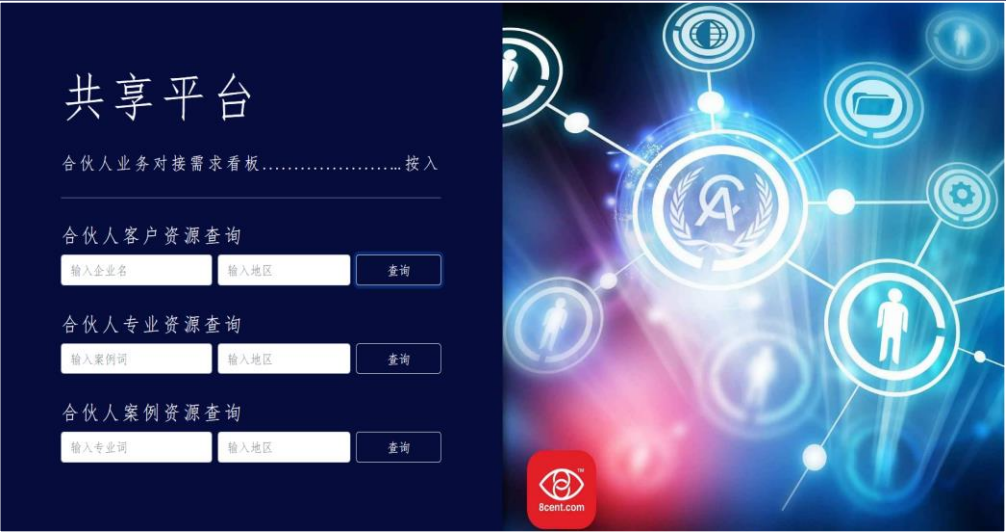 共享平台
合伙人业务对接需求看板........................按入
合伙人客户资源查询
输入企业名 输入地区 查询
合伙人专业资源查询
输入案例词 输入地区 查询
合伙人案例资源查询
输入专业词 输入地区 查询
CA
TM
8cent.com